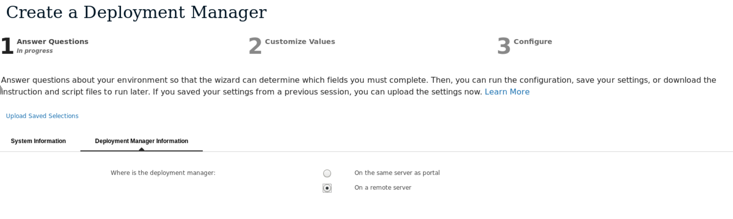 Create a Deployment Manager
1 Answer Questions
In progress
2 Customize Values
3 Configure
Answer questions about your environment so that the wizard can determine which fields you must complete. Then, you can run the configuration, save your settings, or download the
instruction and script files to run later. If you saved your settings from a previous session, you can upload the settings now. Learn More
Upload Saved Selections
System Information
Deployment Manager Information
Where is the deployment manager:
On the same server as portal
On a remote server